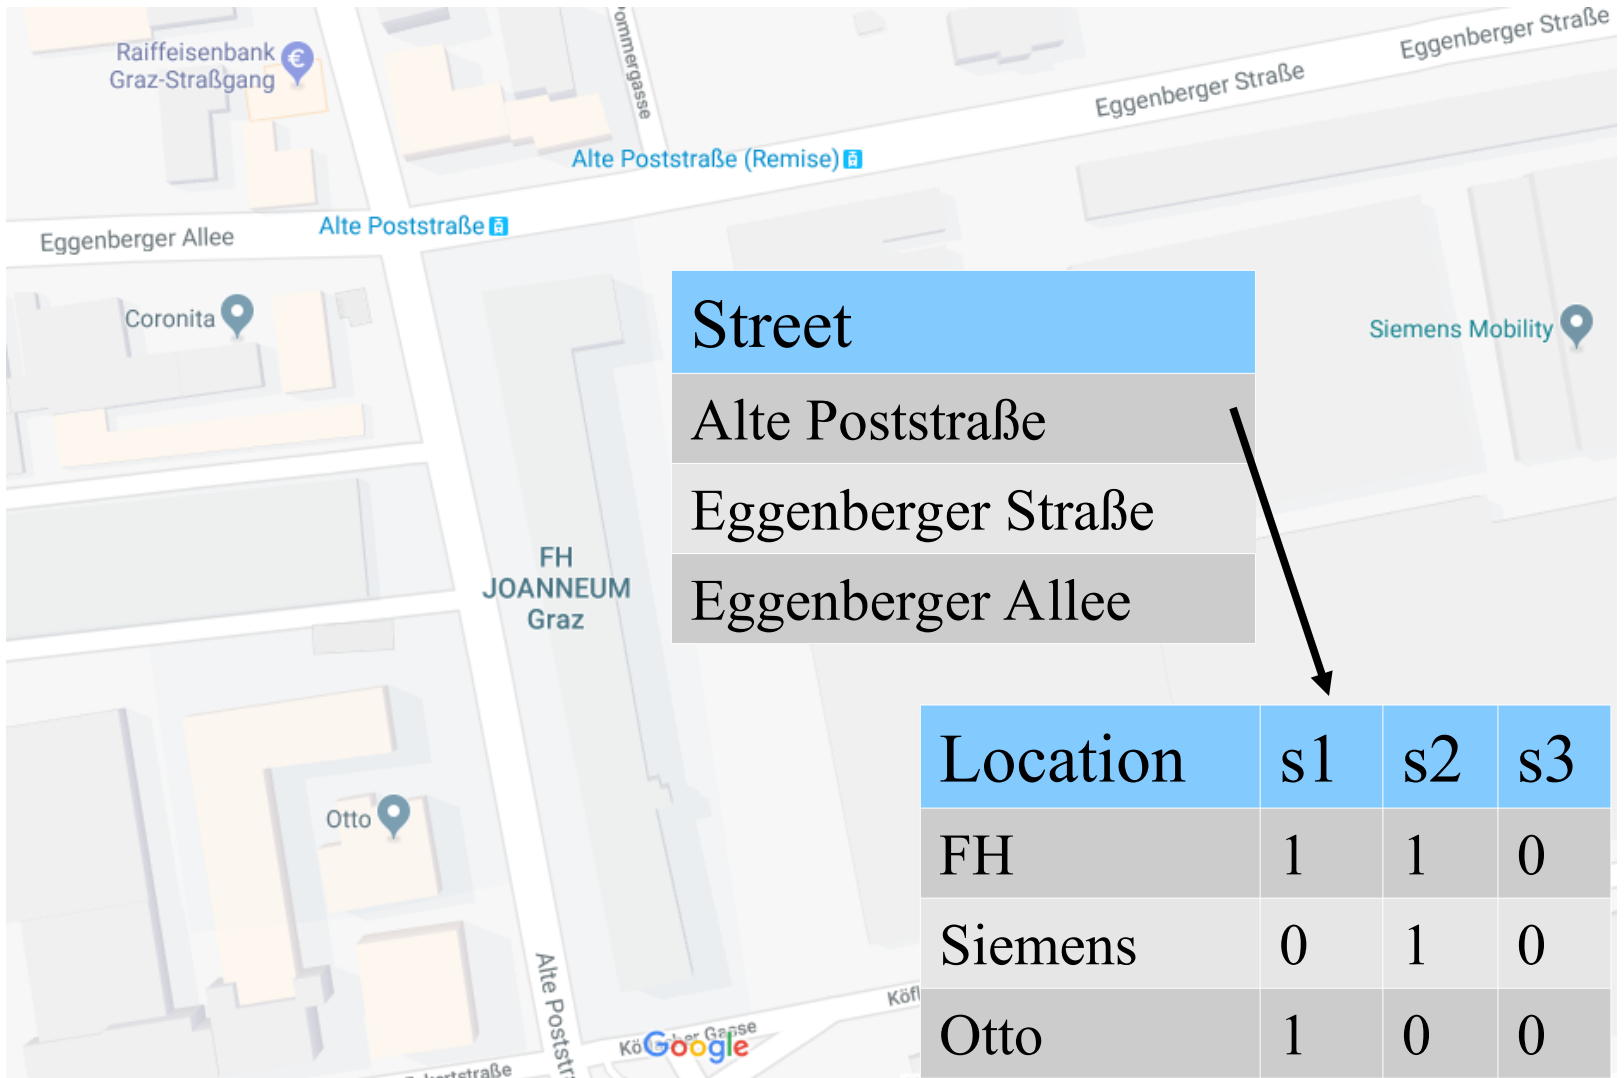 Raiffeisenbank
Graz-Straßgang
Eggenberger Straße
Eggenberger Straße
Alte Poststraße (Remise)
Alte Poststraße
Eggenberger Allee
Coronita
Siemens Mobility
Street
Alte Poststraße
Eggenberger Straße
Eggenberger Allee
FH
JOANNEUM
Graz
Otto
Location s1 s2 s3
FH 1 1 0
Siemens 0 1 0
Otto 1 0 0
Alte Poststr
Köfl
Google